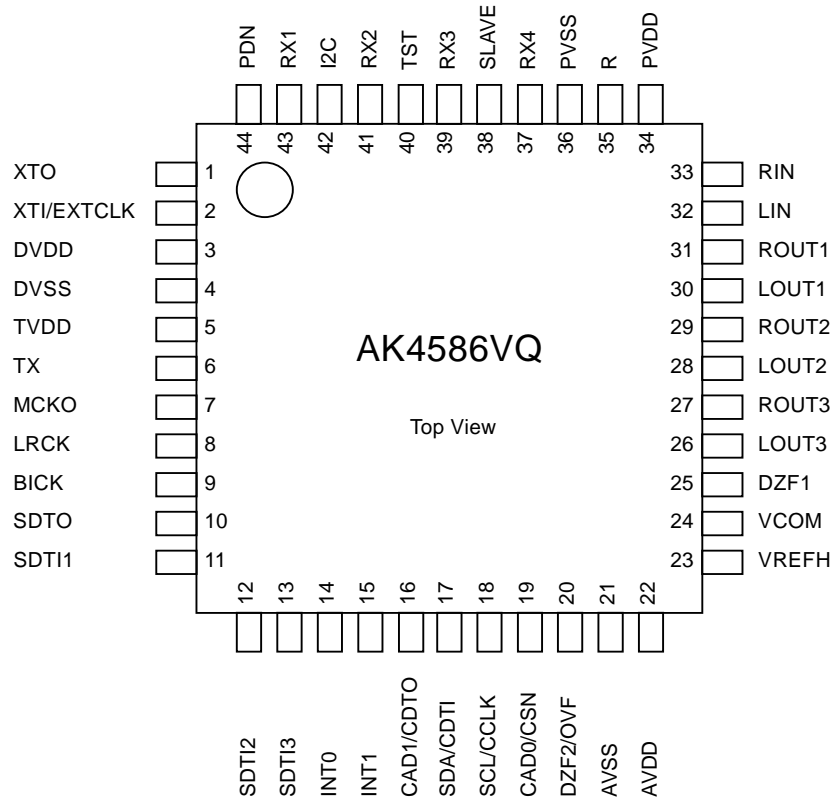 PDN RX1 I2C RX2 TST RX3 SLAVE RX4 PVSS R PVDD
44 43 42 41 40 39 38 37 36 35 34
XTO 1 33 RIN
XTI/EXTCLK 2 32 LIN
DVDD 3 31 ROUT1
DVSS 4 30 LOUT1
TVDD 5 29 ROUT2
TX 6 28 LOUT2
MCKO 7 27 ROUT3
LRCK 8 26 LOUT3
BICK 9 25 DZF1
SDTO 10 24 VCOM
SDTI1 11 23 VREFH
AK4586VQ
Top View
12 13 14 15 16 17 18 19 20 21 22
SDTI2 SDTI3 INT0 INT1 CAD1/CDTO SDA/CDTI SCL/CCLK CAD0/CSN DZF2/OVF AVSS AVDD